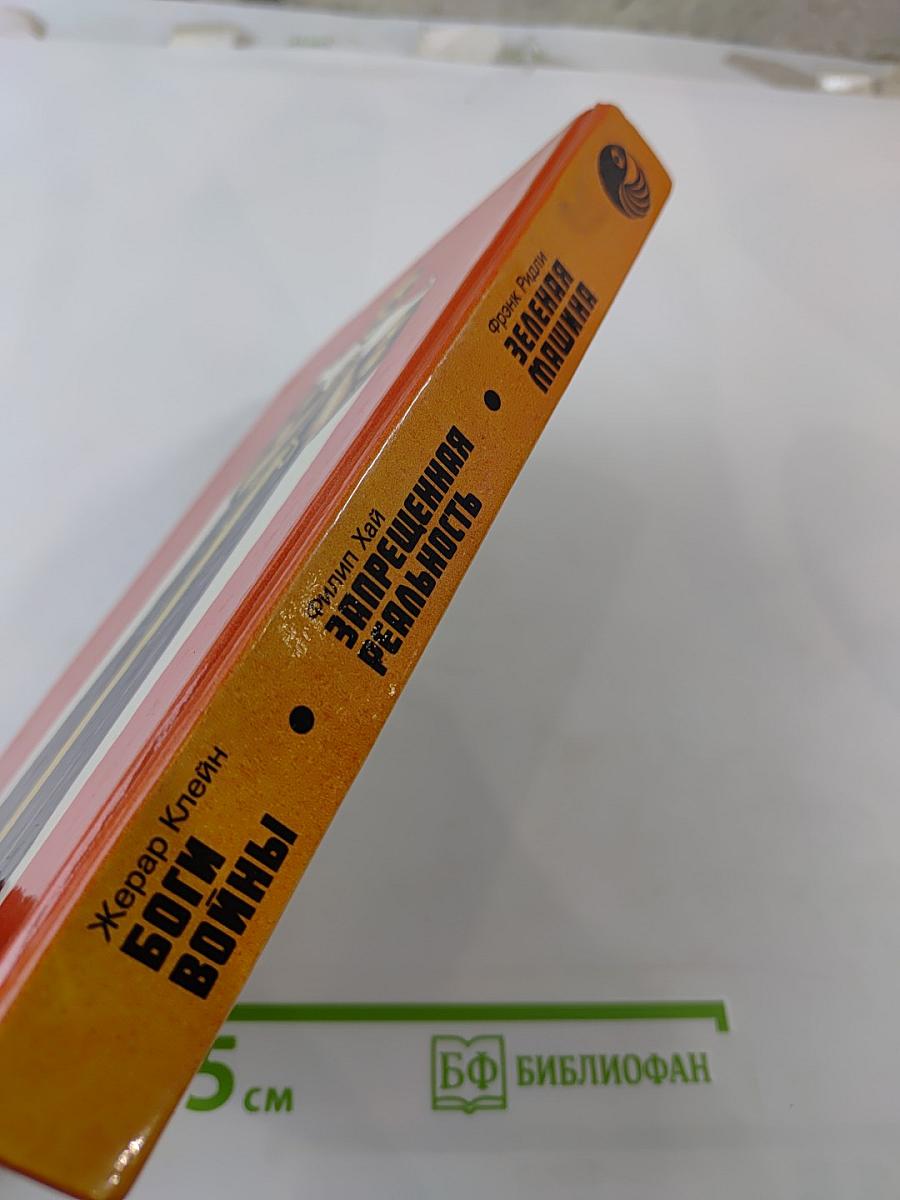 Жерар Клейн
БОГИ
ВОЙНЫ
Филип Хай
ЗАПРЕЩЕННАЯ
РЕАЛЬНОСТЬ
Фрэнк Ридли
ЗЕЛЕНАЯ
МАШИНА
5 см
БФ БИБЛИОФАН